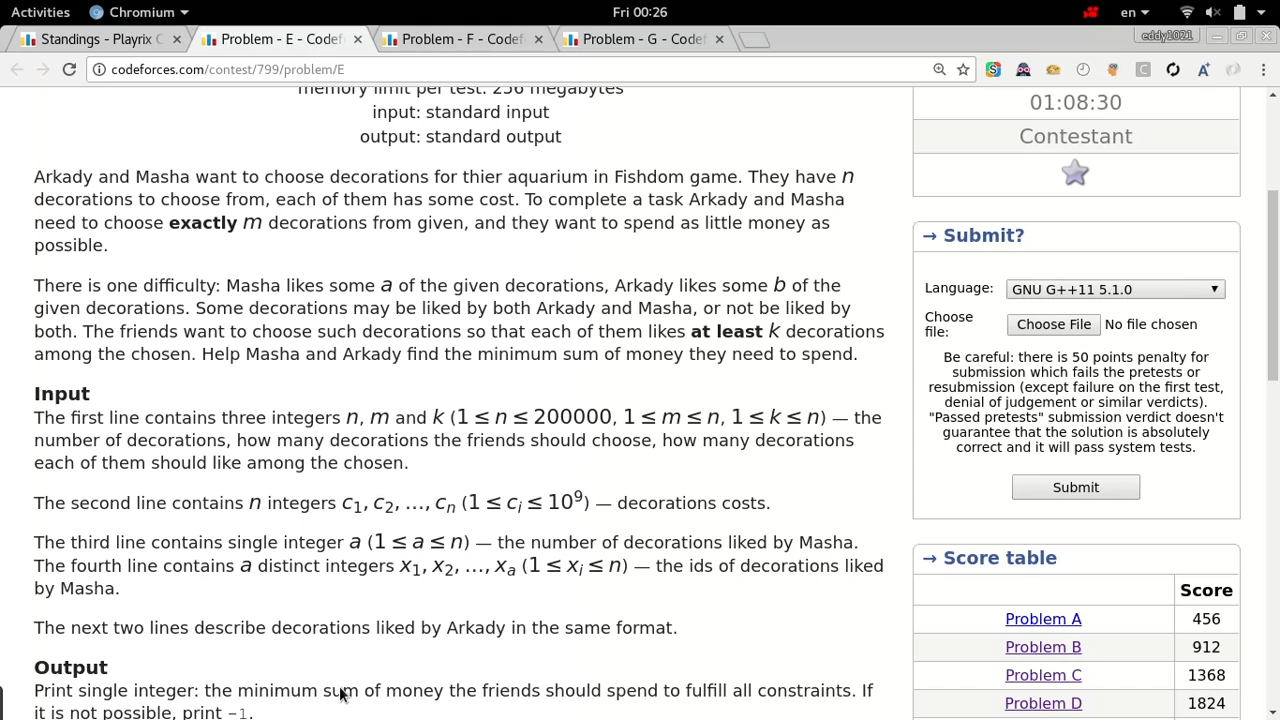 Activities Chromium Fri 00:26 en
Standings - Playrix C Problem - E - Codef Problem - F - Codef Problem - G - Codef eddy1021
codeforces.com/contest/799/problem/E
memory limit per test: 256 megabytes
input: standard input
output: standard output
Arkady and Masha want to choose decorations for thier aquarium in Fishdom game. They have n
decorations to choose from, each of them has some cost. To complete a task Arkady and Masha
need to choose exactly m decorations from given, and they want to spend as little money as
possible.
There is one difficulty: Masha likes some a of the given decorations, Arkady likes some b of the
given decorations. Some decorations may be liked by both Arkady and Masha, or not be liked by
both. The friends want to choose such decorations so that each of them likes at least k decorations
among the chosen. Help Masha and Arkady find the minimum sum of money they need to spend.
Input
The first line contains three integers n, m and k (1 ≤ n ≤ 200000, 1 ≤ m ≤ n, 1 ≤ k ≤ n) — the
number of decorations, how many decorations the friends should choose, how many decorations
each of them should like among the chosen.
The second line contains n integers c1, c2, ..., cn (1 ≤ ci ≤ 10^9) — decorations costs.
The third line contains single integer a (1 ≤ a ≤ n) — the number of decorations liked by Masha.
The fourth line contains a distinct integers x1, x2, ..., xa (1 ≤ xi ≤ n) — the ids of decorations liked
by Masha.
The next two lines describe decorations liked by Arkady in the same format.
Output
Print single integer: the minimum sum of money the friends should spend to fulfill all constraints. If
it is not possible, print -1.
01:08:30
Contestant
→ Submit?
Language: GNU G++11 5.1.0
Choose
file: Choose File No file chosen
Be careful: there is 50 points penalty for
submission which fails the pretests or
resubmission (except failure on the first test,
denial of judgement or similar verdicts).
"Passed pretests" submission verdict doesn't
guarantee that the solution is absolutely
correct and it will pass system tests.
Submit
→ Score table
Score
Problem A 456
Problem B 912
Problem C 1368
Problem D 1824